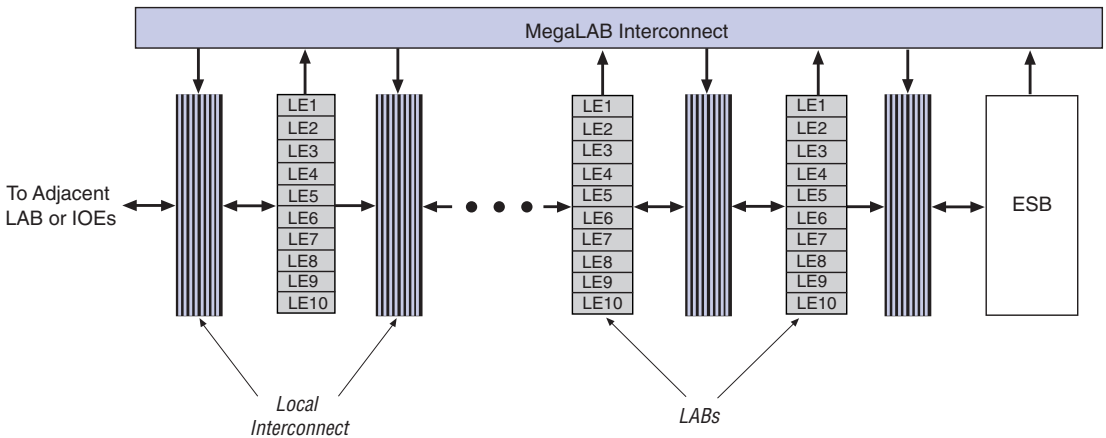 MegaLAB Interconnect
LE1
LE2
LE3
LE4
LE5
LE6
LE7
LE8
LE9
LE10
LE1
LE2
LE3
LE4
LE5
LE6
LE7
LE8
LE9
LE10
LE1
LE2
LE3
LE4
LE5
LE6
LE7
LE8
LE9
LE10
To Adjacent
LAB or IOEs
ESB
Local
Interconnect
LABs